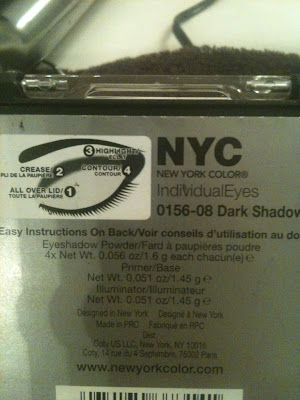 NYC
NEW YORK COLOR®
IndividualEyes
0156-08 Dark Shadow
3 HIGHLIGHT/
ÉCLAT
CREASE
PLI DE LA PAUPIÈRE 2
CONTOUR/ 4
CONTOUR
ALL OVER LID/
TOUTE LA PAUPIÈRE 1
Easy Instructions On Back/Voir conseils d'utilisation au do
Eyeshadow Powder/Fard à paupières poudre
4x Net Wt. 0.056 oz/1.6 g each chacun(e) ℮
Primer/Base
Net Wt. 0.051 oz/1.45 g ℮
Illuminator/Illuminateur
Net Wt. 0.051 oz/1.45 g ℮
Designed in New York Designé à New York
Made in PRC Fabriqué en RPC
Dist.
Coty US LLC, New York, NY 10016
Coty, 14 rue du 4 Septembre, 75002 Paris
www.newyorkcolor.com